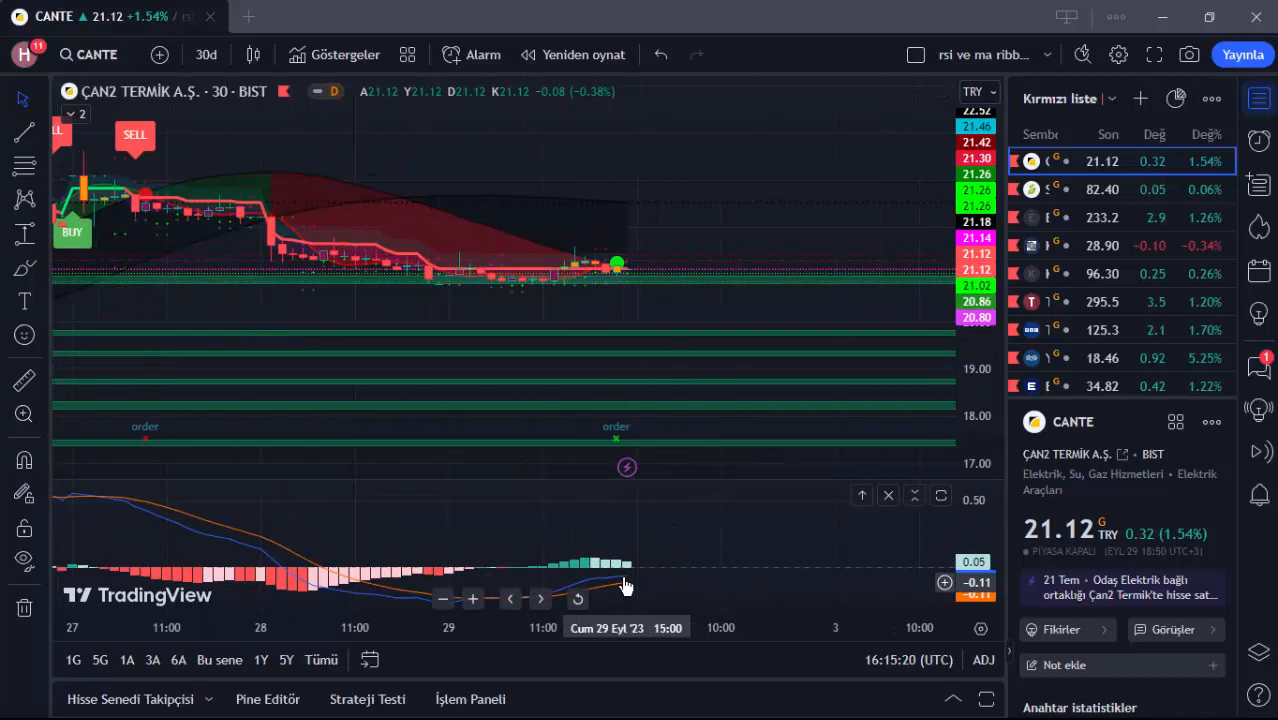 CANTE ▲ 21.12 +1.54% / rs
H 11 CANTE 30d Göstergeler Alarm Yeniden oynat rsi ve ma ribb... Yayınla
ÇAN2 TERMİK A.Ş. · 30 · BIST D A21.12 Y21.12 D21.12 K21.12 -0.08 (-0.38%) TRY
2
LL
SELL
BUY
22.52
21.46
21.42
21.30
21.26
21.26
21.26
21.18
21.14
21.12
21.12
21.02
20.86
20.80
19.00
18.00
order order
17.00
0.50
0.05
-0.11
-0.11
TradingView
27 11:00 28 11:00 29 11:00 Cum 29 Eyl '23 15:00 10:00 3 10:00
1G 5G 1A 3A 6A Bu sene 1Y 5Y Tümü 16:15:20 (UTC) ADJ
Hisse Senedi Takipçisi Pine Editör Strateji Testi İşlem Paneli
Kırmızı liste
Sembo Son Değ Değ%
G 21.12 0.32 1.54%
G 82.40 0.05 0.06%
G 233.2 2.9 1.26%
G 28.90 -0.10 -0.34%
G 96.30 0.25 0.26%
G 295.5 3.5 1.20%
G 125.3 2.1 1.70%
G 18.46 0.92 5.25%
G 34.82 0.42 1.22%
1
CANTE
ÇAN2 TERMİK A.Ş. · BIST
Elektrik, Su, Gaz Hizmetleri · Elektrik
Araçları
21.12 G TRY 0.32 (1.54%)
PİYASA KAPALI (EYL 29 18:50 UTC+3)
21 Tem · Odaş Elektrik bağlı
ortaklığı Çan2 Termik'te hisse sat...
Fikirler Görüşler
Not ekle
Anahtar istatistikler